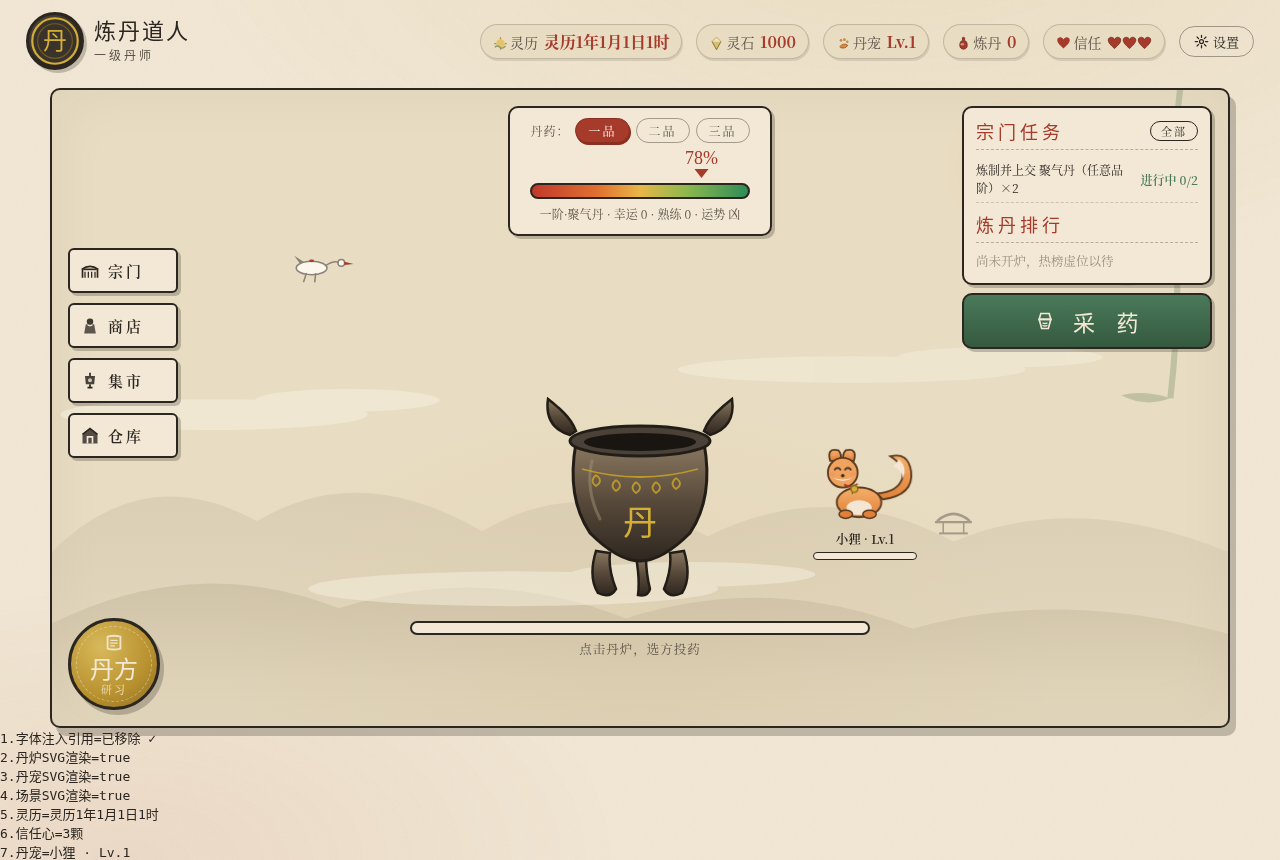 丹
炼丹道人
一级丹师
灵历 灵历1年1月1日1时
灵石 1000
丹宠 Lv.1
炼丹 0
信任
设置
丹药：
一品
二品
三品
78%
一阶·聚气丹 · 幸运 0 · 熟练 0 · 运势 凶
宗门任务
全部
炼制并上交 聚气丹（任意品
阶）×2
进行中 0/2
炼丹排行
尚未开炉，热榜虚位以待
采药
宗门
商店
集市
仓库
丹
小狸 · Lv.1
点击丹炉，选方投药
丹方
研习
1.字体注入引用=已移除 ✓
2.丹炉SVG渲染=true
3.丹宠SVG渲染=true
4.场景SVG渲染=true
5.灵历=灵历1年1月1日1时
6.信任心=3颗
7.丹宠=小狸 · Lv.1